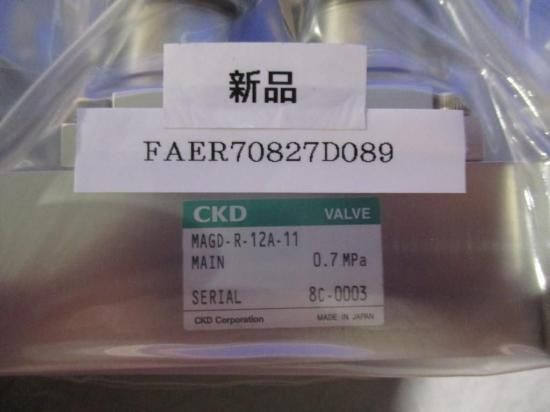 新品
FAER70827D089
CKD VALVE
MAGD-R-12A-11
MAIN 0.7 MPa
SERIAL 8C-0003
CKD Corporation MADE IN JAPAN